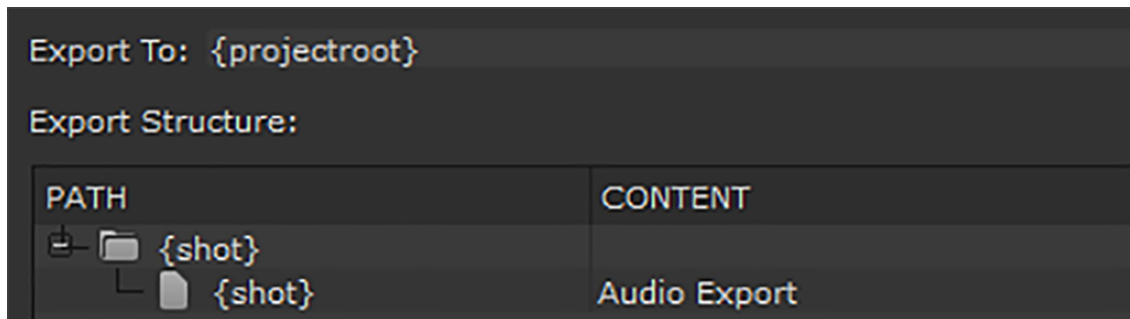 Export To: {projectroot}
Export Structure:
PATH CONTENT
{shot}
{shot} Audio Export